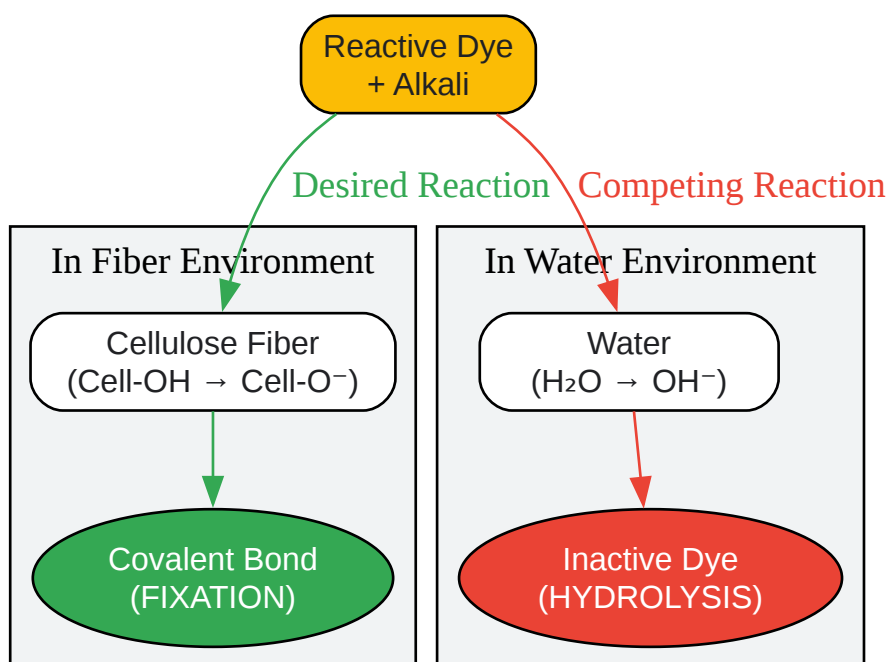 Reactive Dye
+ Alkali
Desired Reaction
Competing Reaction
In Fiber Environment
Cellulose Fiber
(Cell-OH → Cell-O⁻)
Covalent Bond
(FIXATION)
In Water Environment
Water
(H₂O → OH⁻)
Inactive Dye
(HYDROLYSIS)